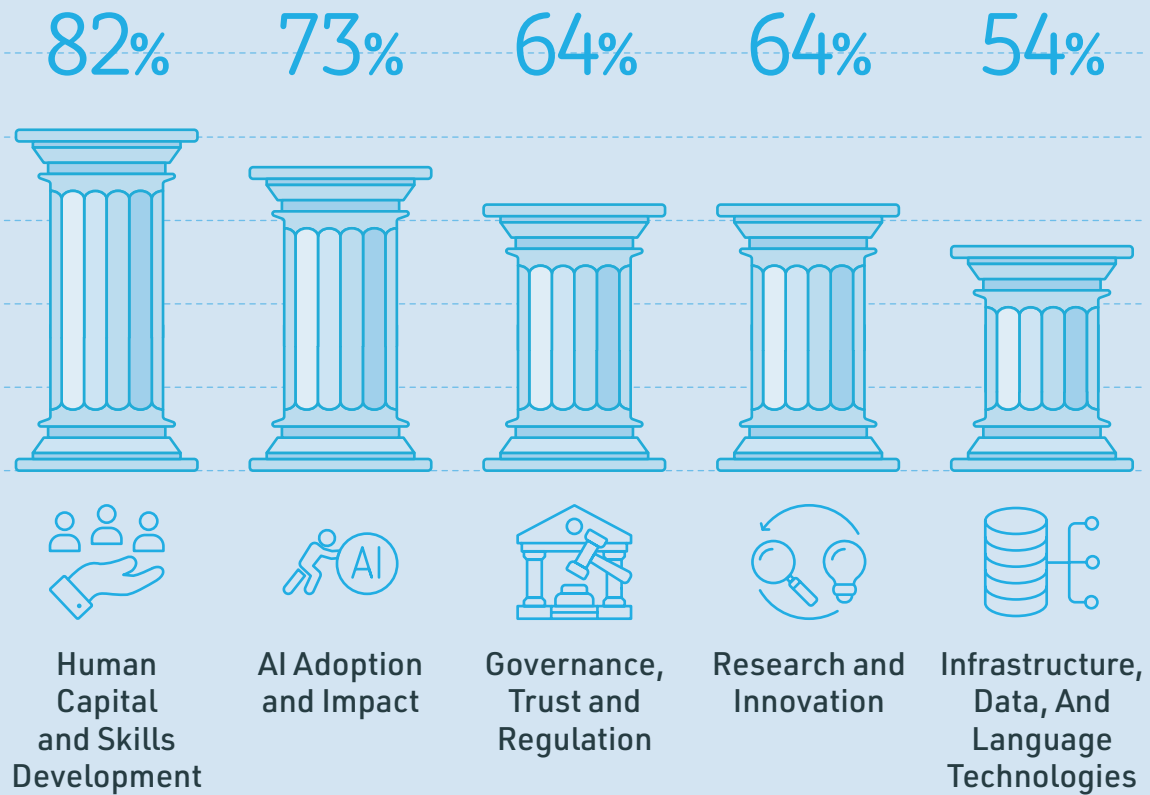 82%
73%
64%
64%
54%
AI
Human
Capital
and Skills
Development
AI Adoption
and Impact
Governance,
Trust and
Regulation
Research and
Innovation
Infrastructure,
Data, And
Language
Technologies